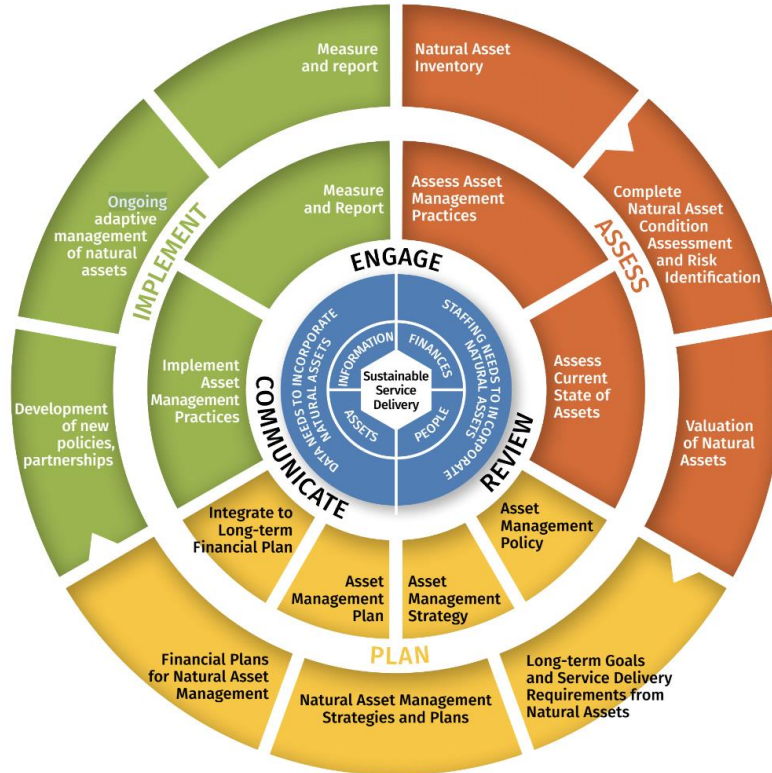 Measure
and report
Natural Asset
Inventory
Ongoing
adaptive
management
of natural
assets
Measure
and Report
Assess Asset
Management
Practices
Complete
Natural Asset
Condition
Assessment
and Risk
Identification
IMPLEMENT
ASSESS
ENGAGE
DATA NEEDS TO INCORPORATE
NATURAL ASSETS
STAFFING NEEDS TO INCORPORATE
NATURAL ASSETS
INFORMATION
FINANCES
Sustainable
Service
Delivery
ASSETS
PEOPLE
Implement
Asset
Management
Practices
Assess
Current
State of
Assets
Development
of new
policies,
partnerships
Valuation
of Natural
Assets
COMMUNICATE
REVIEW
Integrate to
Long-term
Financial Plan
Asset
Management
Plan
Asset
Management
Strategy
Asset
Management
Policy
PLAN
Financial Plans
for Natural Asset
Management
Natural Asset Management
Strategies and Plans
Long-term Goals
and Service Delivery
Requirements from
Natural Assets